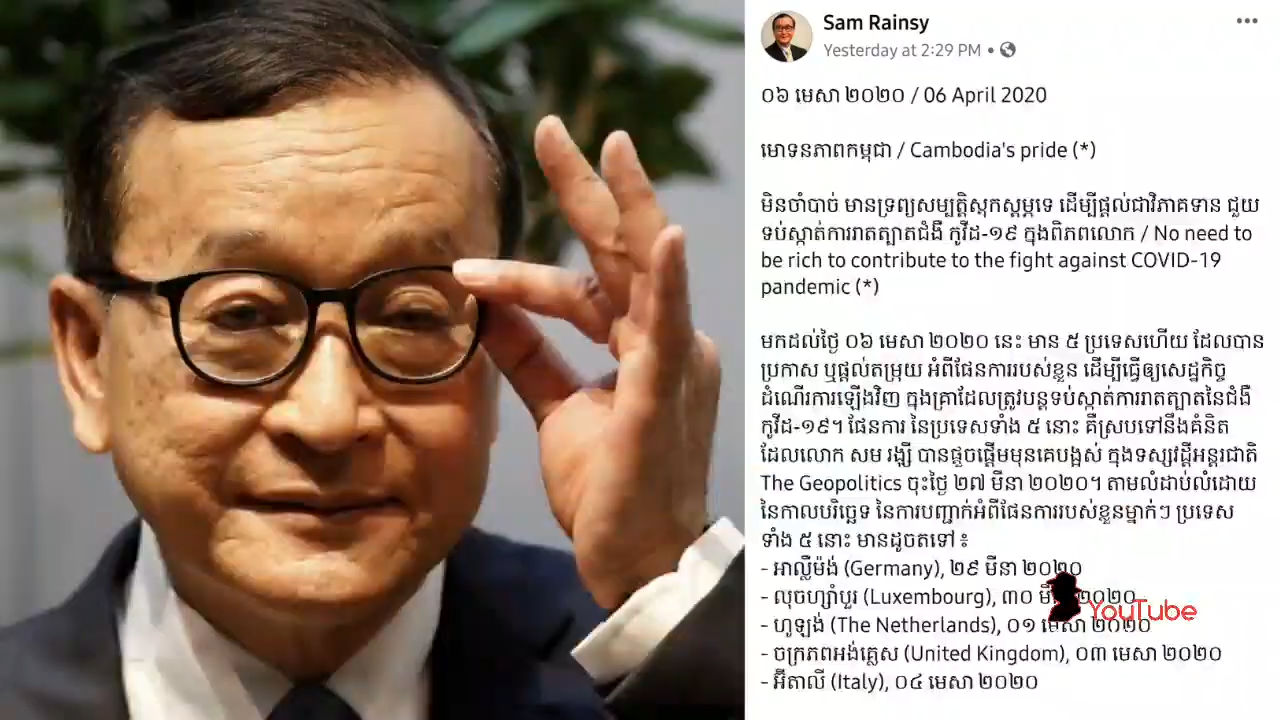 Sam Rainsy
Yesterday at 2:29 PM •
០៦ មេសា ២០២០ / 06 April 2020
មោទនភាពកម្ពុជា / Cambodia's pride (*)
មិនចាំបាច់ មានទ្រព្យសម្បត្តិស្តុកស្តម្ភទេ ដើម្បីផ្តល់ជាវិភាគទាន ជួយ
ទប់ស្កាត់ការរាតត្បាតជំងឺ កូវីដ-១៩ ក្នុងពិភពលោក / No need to
be rich to contribute to the fight against COVID-19
pandemic (*)
មកដល់ថ្ងៃ ០៦ មេសា ២០២០ នេះ មាន ៥ ប្រទេសហើយ ដែលបាន
ប្រកាស ឬផ្តល់តម្រុយ អំពីផែនការរបស់ខ្លួន ដើម្បីធ្វើឲ្យសេដ្ឋកិច្ច
ដំណើរការឡើងវិញ ក្នុងគ្រាដែលត្រូវបន្តទប់ស្កាត់ការរាតត្បាតនៃជំងឺ
កូវីដ-១៩។ ផែនការ នៃប្រទេសទាំង ៥ នោះ គឺស្របទៅនឹងគំនិត
ដែលលោក សម រង្ស៊ី បានផ្តួចផ្តើមមុនគេបង្អស់ ក្នុងទស្សវដ្តីអន្តរជាតិ
The Geopolitics ចុះថ្ងៃ ២៧ មីនា ២០២០។ តាមលំដាប់លំដោយ
នៃកាលបរិច្ឆេទ នៃការបញ្ជាក់អំពីផែនការរបស់ខ្លួនម្នាក់ៗ ប្រទេស
ទាំង ៥ នោះ មានដូចតទៅ ៖
- អាល្លឺម៉ង់ (Germany), ២៩ មីនា ២០២០
- លុចហ្សាំបួរ (Luxembourg), ៣០ មីនា ២០២០
YouTube
- ហូឡង់ (The Netherlands), ០១ មេសា ២០២០
- ចក្រភពអង់គ្លេស (United Kingdom), ០៣ មេសា ២០២០
- អ៊ីតាលី (Italy), ០៤ មេសា ២០២០